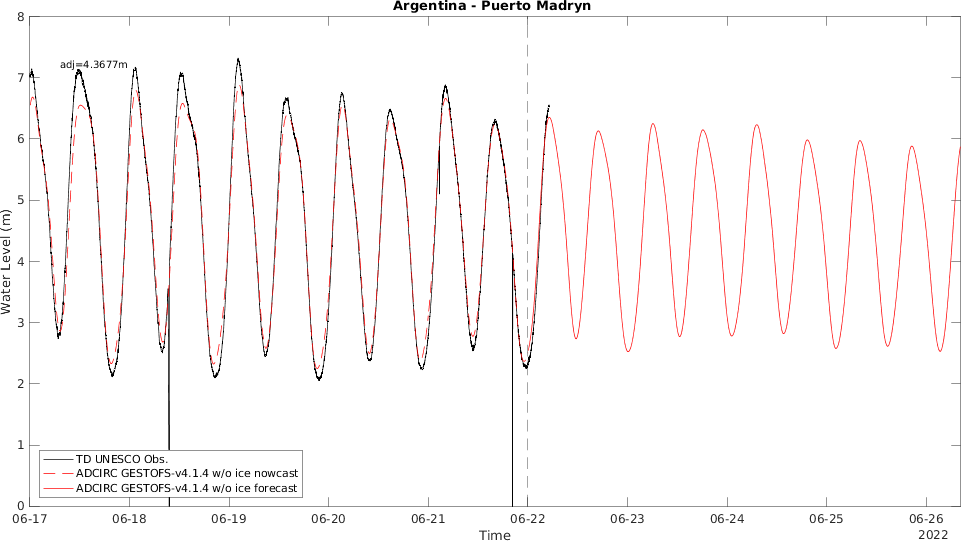 Argentina - Puerto Madryn
8
7
6
5
4
3
2
1
0
Water Level (m)
adj=4.3677m
TD UNESCO Obs.
ADCIRC GESTOFS-v4.1.4 w/o ice nowcast
ADCIRC GESTOFS-v4.1.4 w/o ice forecast
06-17 06-18 06-19 06-20 06-21 06-22 06-23 06-24 06-25 06-26
Time
2022